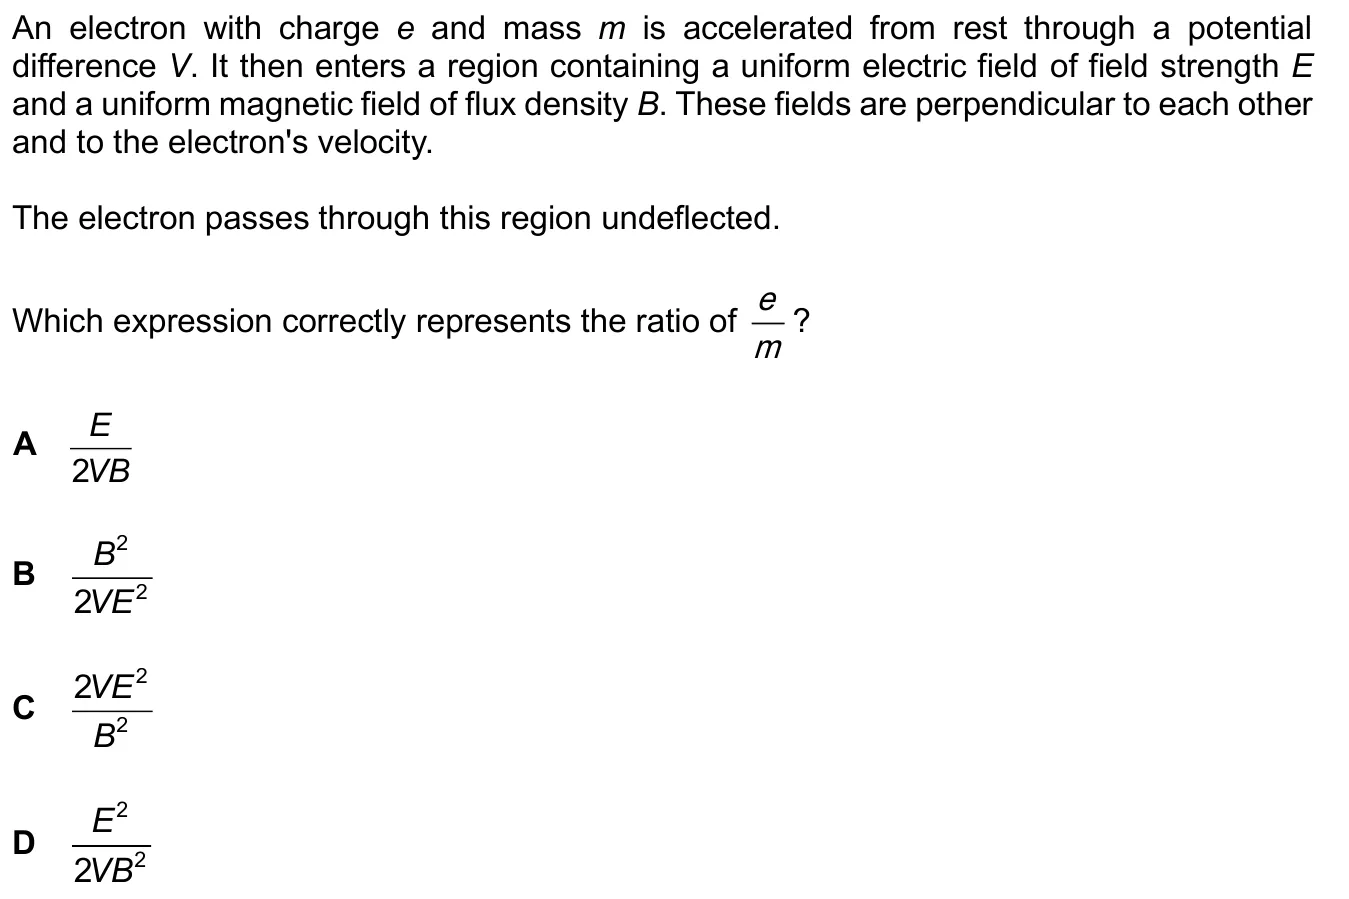 An electron with charge e and mass m is accelerated from rest through a potential
difference V. It then enters a region containing a uniform electric field of field strength E
and a uniform magnetic field of flux density B. These fields are perpendicular to each other
and to the electron's velocity.
The electron passes through this region undeflected.
Which expression correctly represents the ratio of e/m?
A E/2VB
B B²/2VE²
C 2VE²/B²
D E²/2VB²